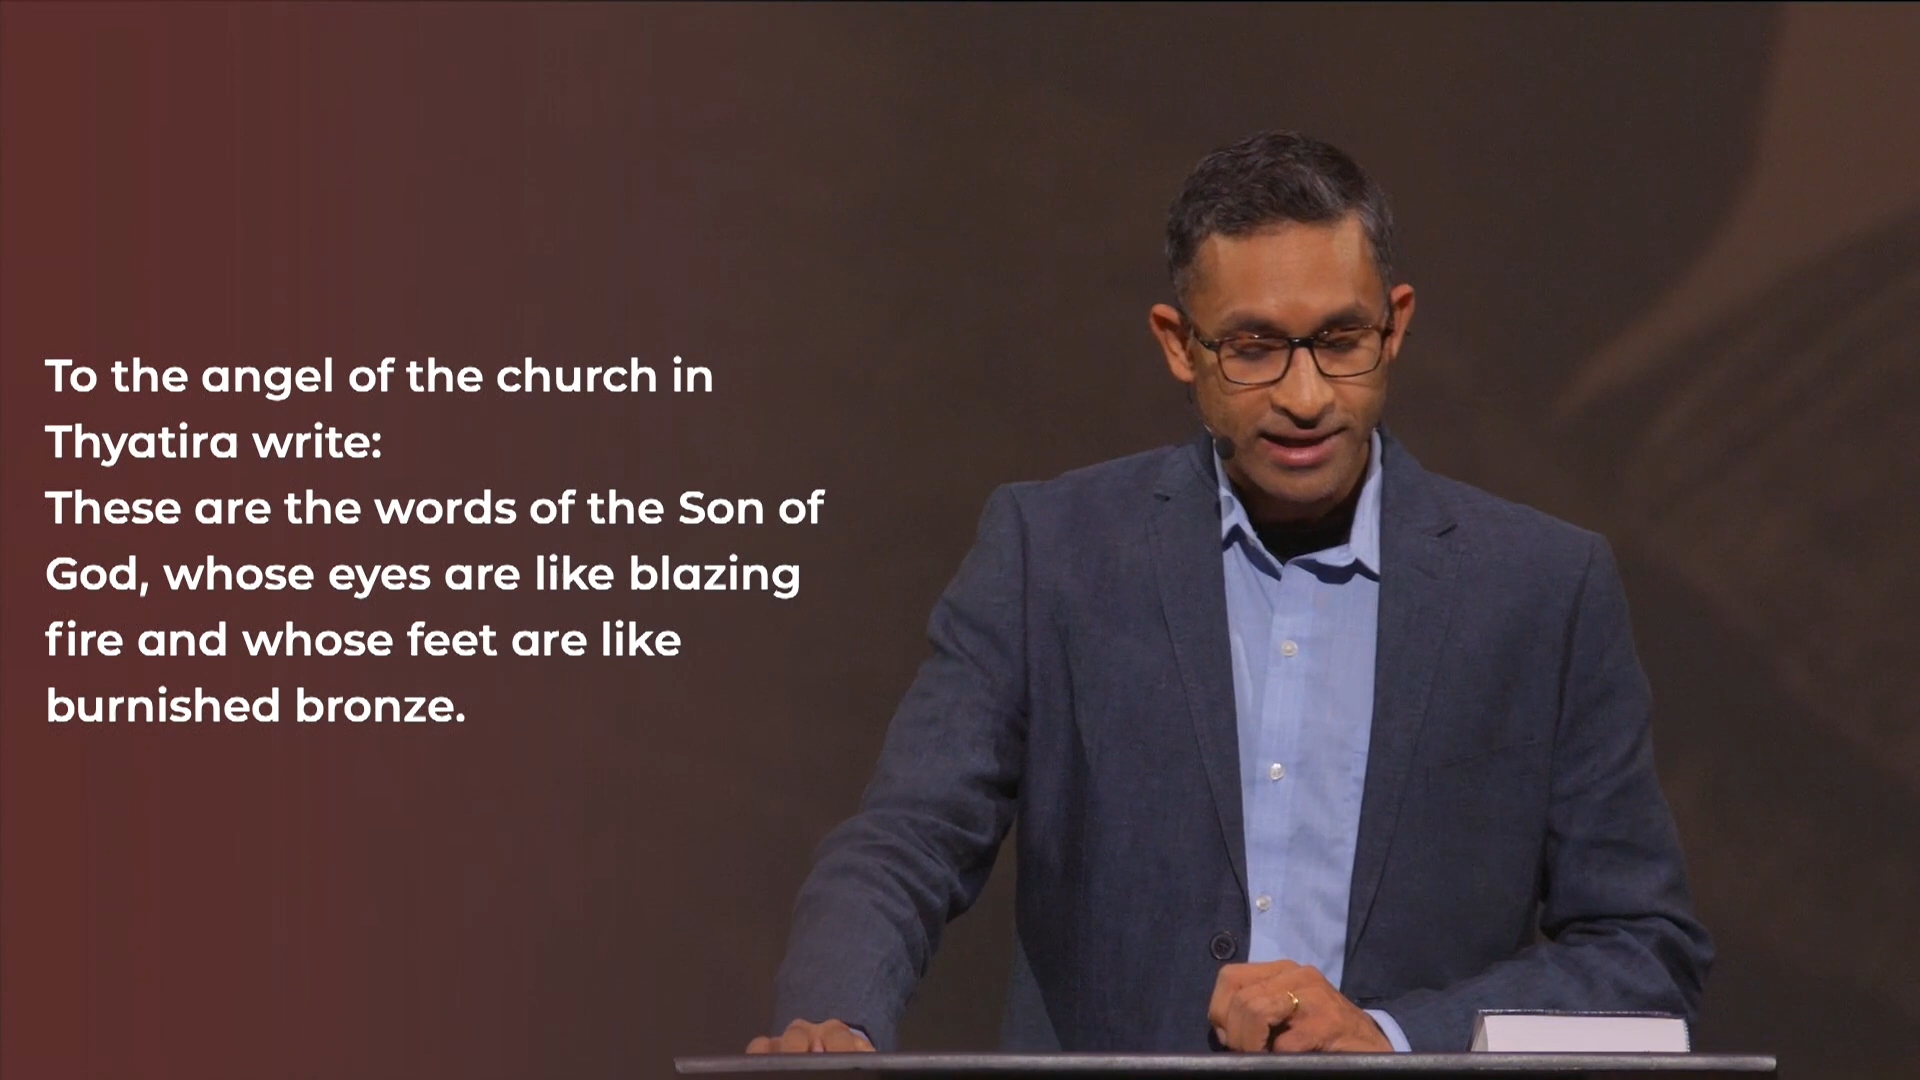 To the angel of the church in
Thyatira write:
These are the words of the Son of
God, whose eyes are like blazing
fire and whose feet are like
burnished bronze.